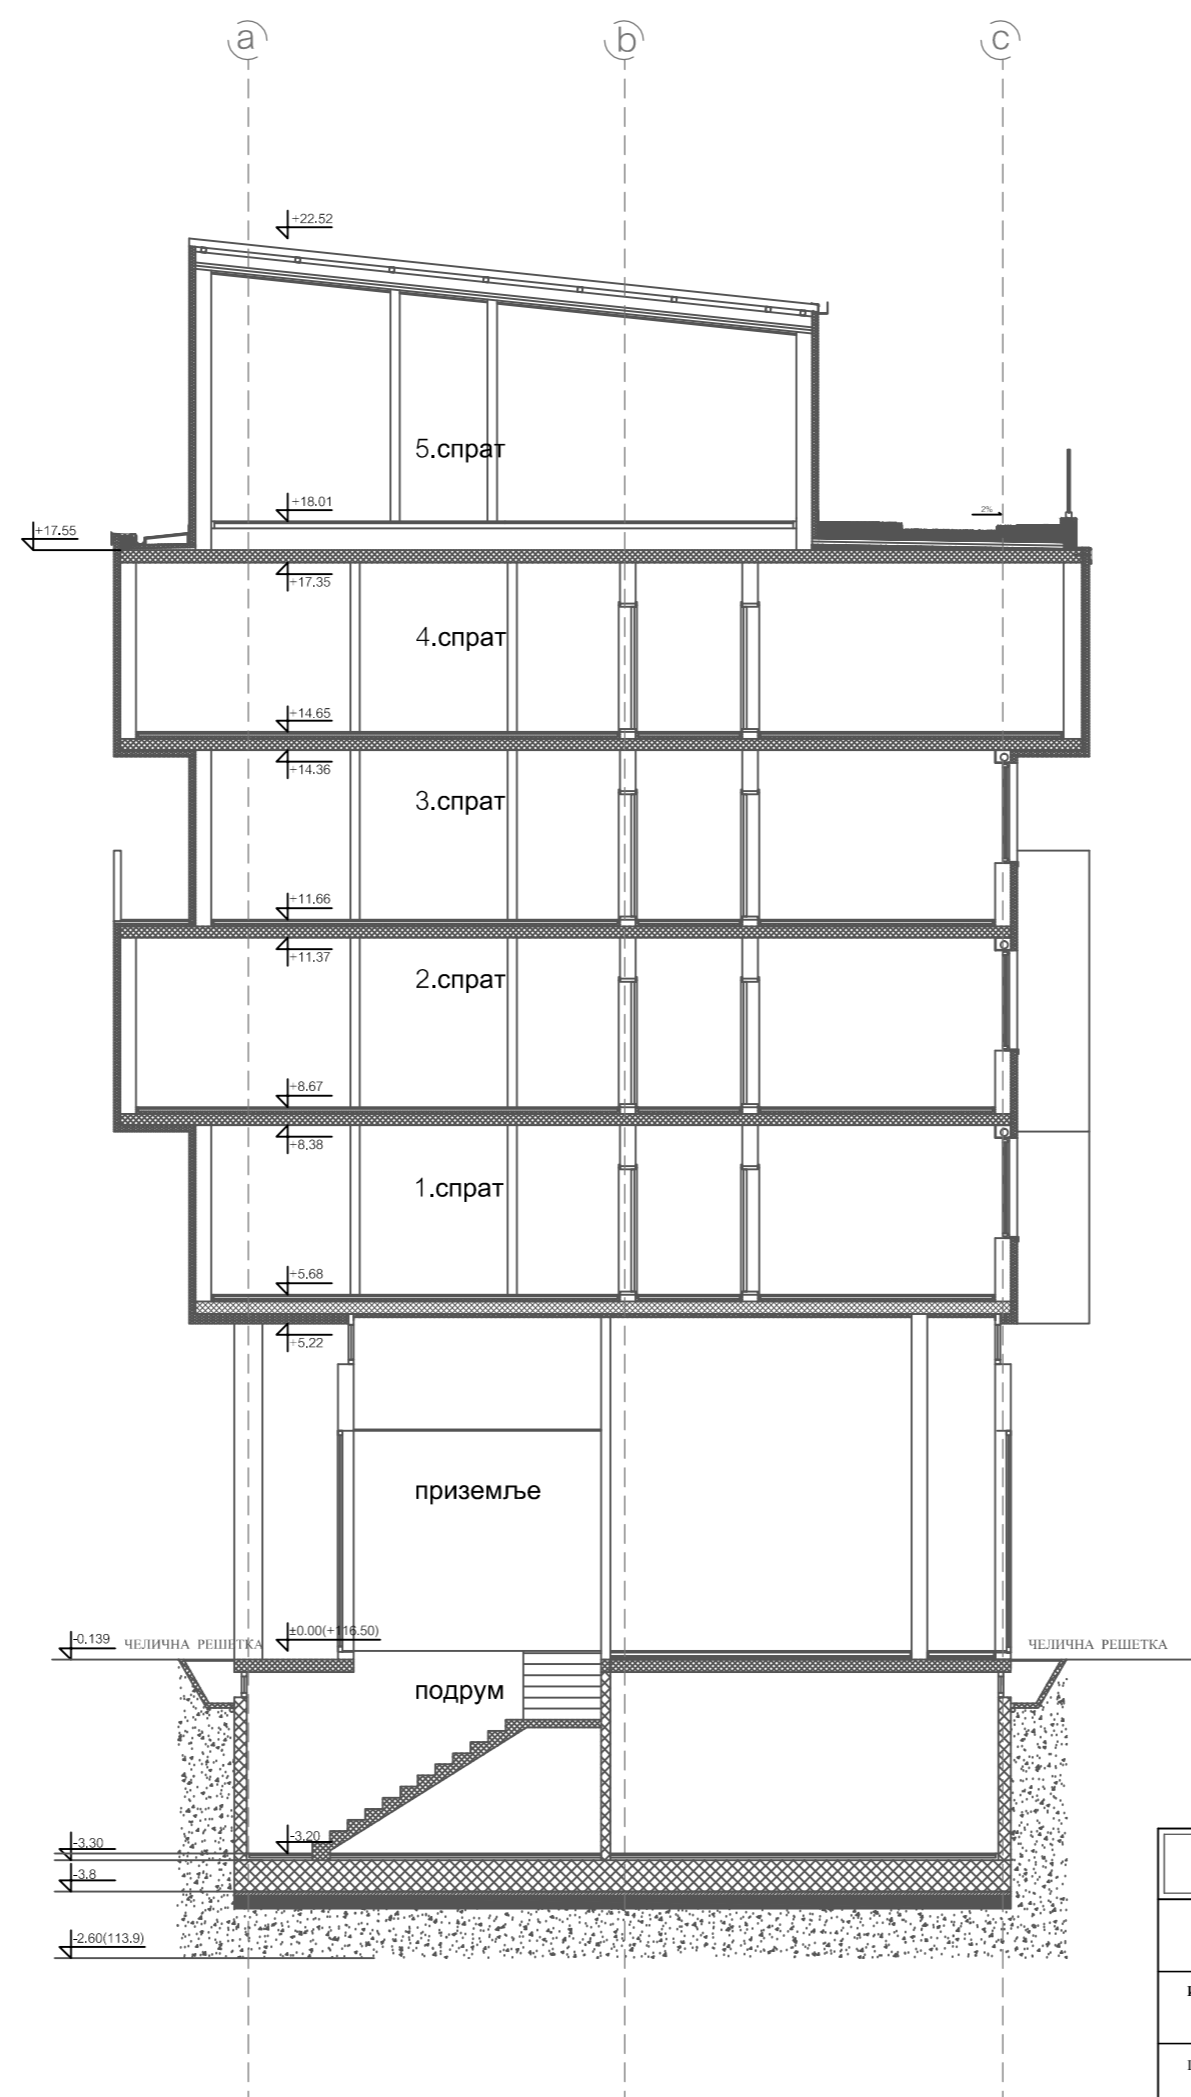 a b c
+22.52
5.спрат
+18.01
2%
+17.55
+17.35
4.спрат
+14.65
+14.36
3.спрат
+11.66
+11.37
2.спрат
+8.67
+8.38
1.спрат
+5.68
+5.22
приземље
±0.00(+116.50)
-0.139 ЧЕЛИЧНА РЕШЕТКА ЧЕЛИЧНА РЕШЕТКА
подрум
-3.20
-3.30
-3.8
-2.60(113.9)